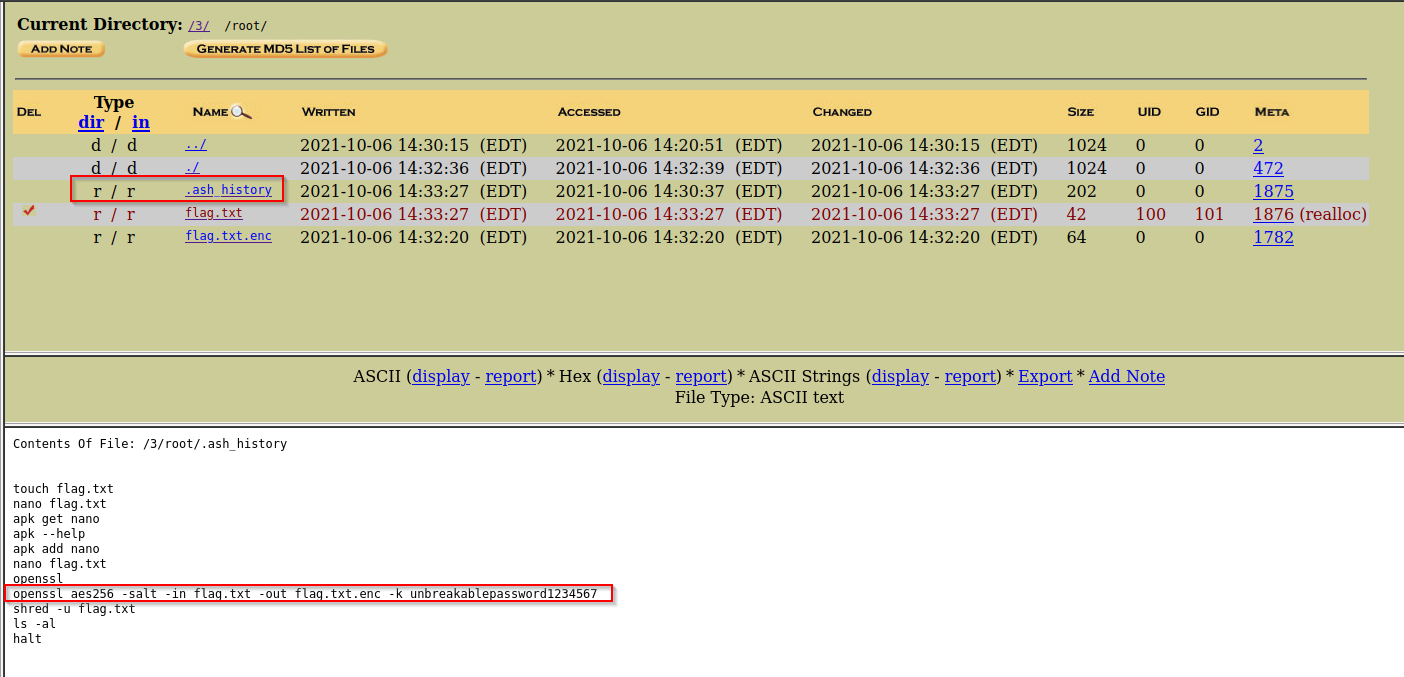 Current Directory: /3/ /root/
ADD NOTE GENERATE MD5 LIST OF FILES
DEL Type dir / in NAME WRITTEN ACCESSED CHANGED SIZE UID GID META
d / d ../ 2021-10-06 14:30:15 (EDT) 2021-10-06 14:20:51 (EDT) 2021-10-06 14:30:15 (EDT) 1024 0 0 2
d / d ./ 2021-10-06 14:32:36 (EDT) 2021-10-06 14:32:39 (EDT) 2021-10-06 14:32:36 (EDT) 1024 0 0 472
r / r .ash_history 2021-10-06 14:33:27 (EDT) 2021-10-06 14:30:37 (EDT) 2021-10-06 14:33:27 (EDT) 202 0 0 1875
r / r flag.txt 2021-10-06 14:33:27 (EDT) 2021-10-06 14:33:27 (EDT) 2021-10-06 14:33:27 (EDT) 42 100 101 1876 (realloc)
r / r flag.txt.enc 2021-10-06 14:32:20 (EDT) 2021-10-06 14:32:20 (EDT) 2021-10-06 14:32:20 (EDT) 64 0 0 1782
ASCII (display - report) * Hex (display - report) * ASCII Strings (display - report) * Export * Add Note
File Type: ASCII text
Contents Of File: /3/root/.ash_history
touch flag.txt
nano flag.txt
apk get nano
apk --help
apk add nano
nano flag.txt
openssl
openssl aes256 -salt -in flag.txt -out flag.txt.enc -k unbreakablepassword1234567
shred -u flag.txt
ls -al
halt